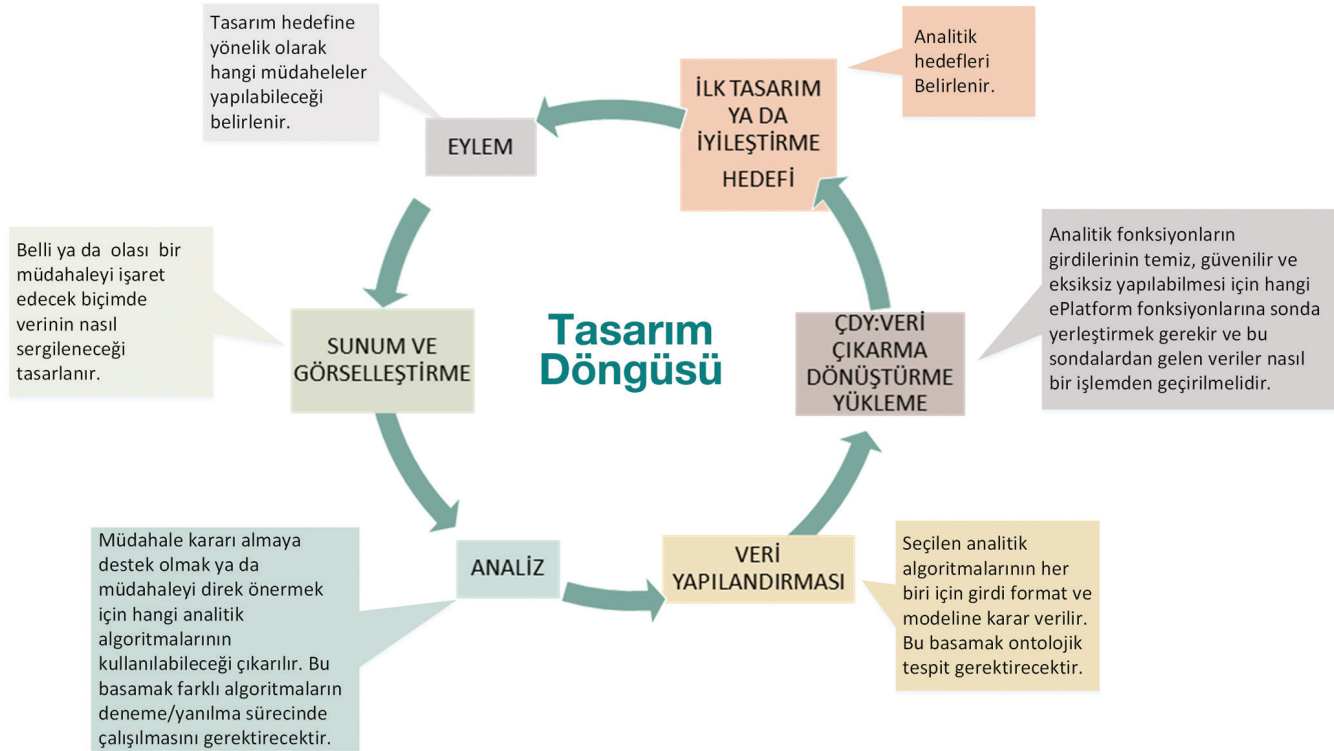 Tasarım hedefine
yönelik olarak
hangi müdaheleler
yapılabileceği
belirlenir.
EYLEM
İLK TASARIM
YA DA
İYİLEŞTİRME
HEDEFİ
Analitik
hedefleri
Belirlenir.
Belli ya da olası bir
müdahaleyi işaret
edecek biçimde
verinin nasıl
sergileneceği
tasarlanır.
SUNUM VE
GÖRSELLEŞTİRME
Tasarım
Döngüsü
ÇDY:VERİ
ÇIKARMA
DÖNÜŞTÜRME
YÜKLEME
Analitik fonksiyonların
girdilerinin temiz, güvenilir ve
eksiksiz yapılabilmesi için hangi
ePlatform fonksiyonlarına sonda
yerleştirmek gerekir ve bu
sondalardan gelen veriler nasıl
bir işlemden geçirilmelidir.
Müdahale kararı almaya
destek olmak ya da
müdahaleyi direk önermek
için hangi analitik
algoritmalarının
kullanılabileceği çıkarılır. Bu
basamak farklı algoritmaların
deneme/yanılma sürecinde
çalışılmasını gerektirecektir.
ANALİZ
VERİ
YAPILANDIRMASI
Seçilen analitik
algoritmalarının her
biri için girdi format ve
modeline karar verilir.
Bu basamak ontolojik
tespit gerektirecektir.